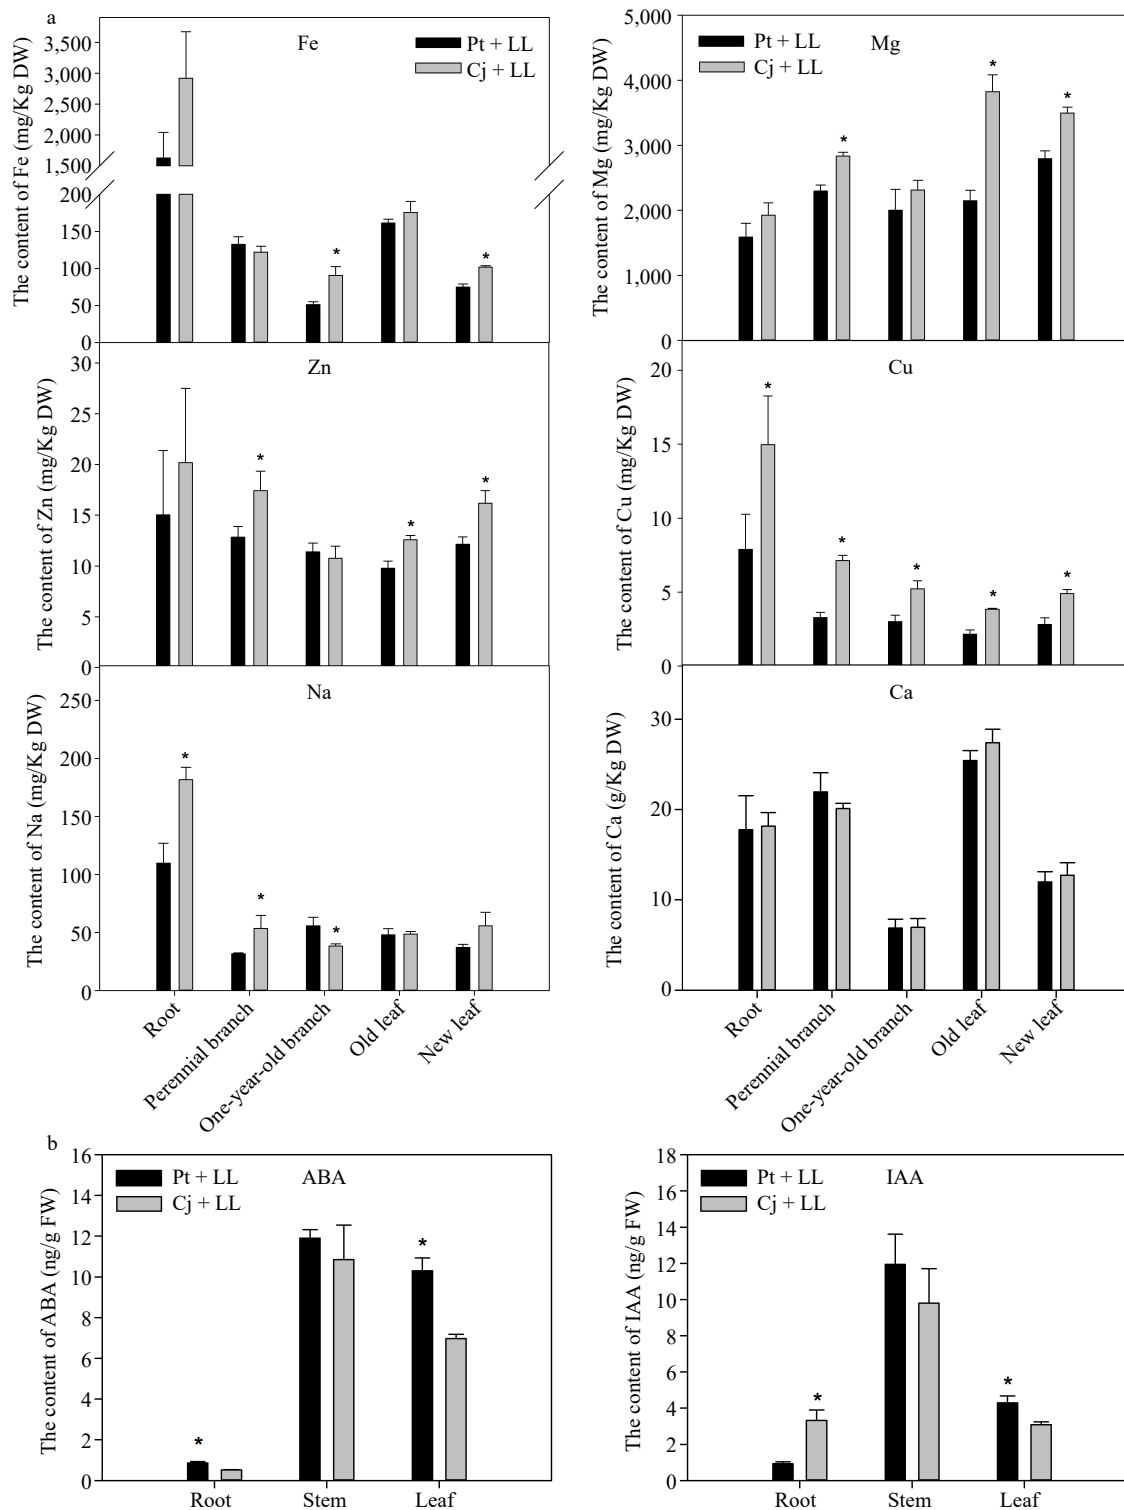 a
Fe
Pt + LL
Cj + LL
The content of Fe (mg/Kg DW)
3,500
3,000
2,500
2,000
1,500
200
150
100
50
0
*
*
Mg
Pt + LL
Cj + LL
The content of Mg (mg/Kg DW)
5,000
4,000
3,000
2,000
1,000
0
*
*
*
Zn
The content of Zn (mg/Kg DW)
30
25
20
15
10
5
0
*
*
*
Cu
The content of Cu (mg/Kg DW)
20
15
10
5
0
*
*
*
*
*
Na
The content of Na (mg/Kg DW)
250
200
150
100
50
0
*
*
*
Root
Perennial branch
One-year-old branch
Old leaf
New leaf
Ca
The content of Ca (g/Kg DW)
30
20
10
0
Root
Perennial branch
One-year-old branch
Old leaf
New leaf
b
ABA
Pt + LL
Cj + LL
The content of ABA (ng/g FW)
16
14
12
10
8
6
4
2
0
*
*
Root
Stem
Leaf
IAA
Pt + LL
Cj + LL
The content of IAA (ng/g FW)
18
16
14
12
10
8
6
4
2
0
*
*
Root
Stem
Leaf